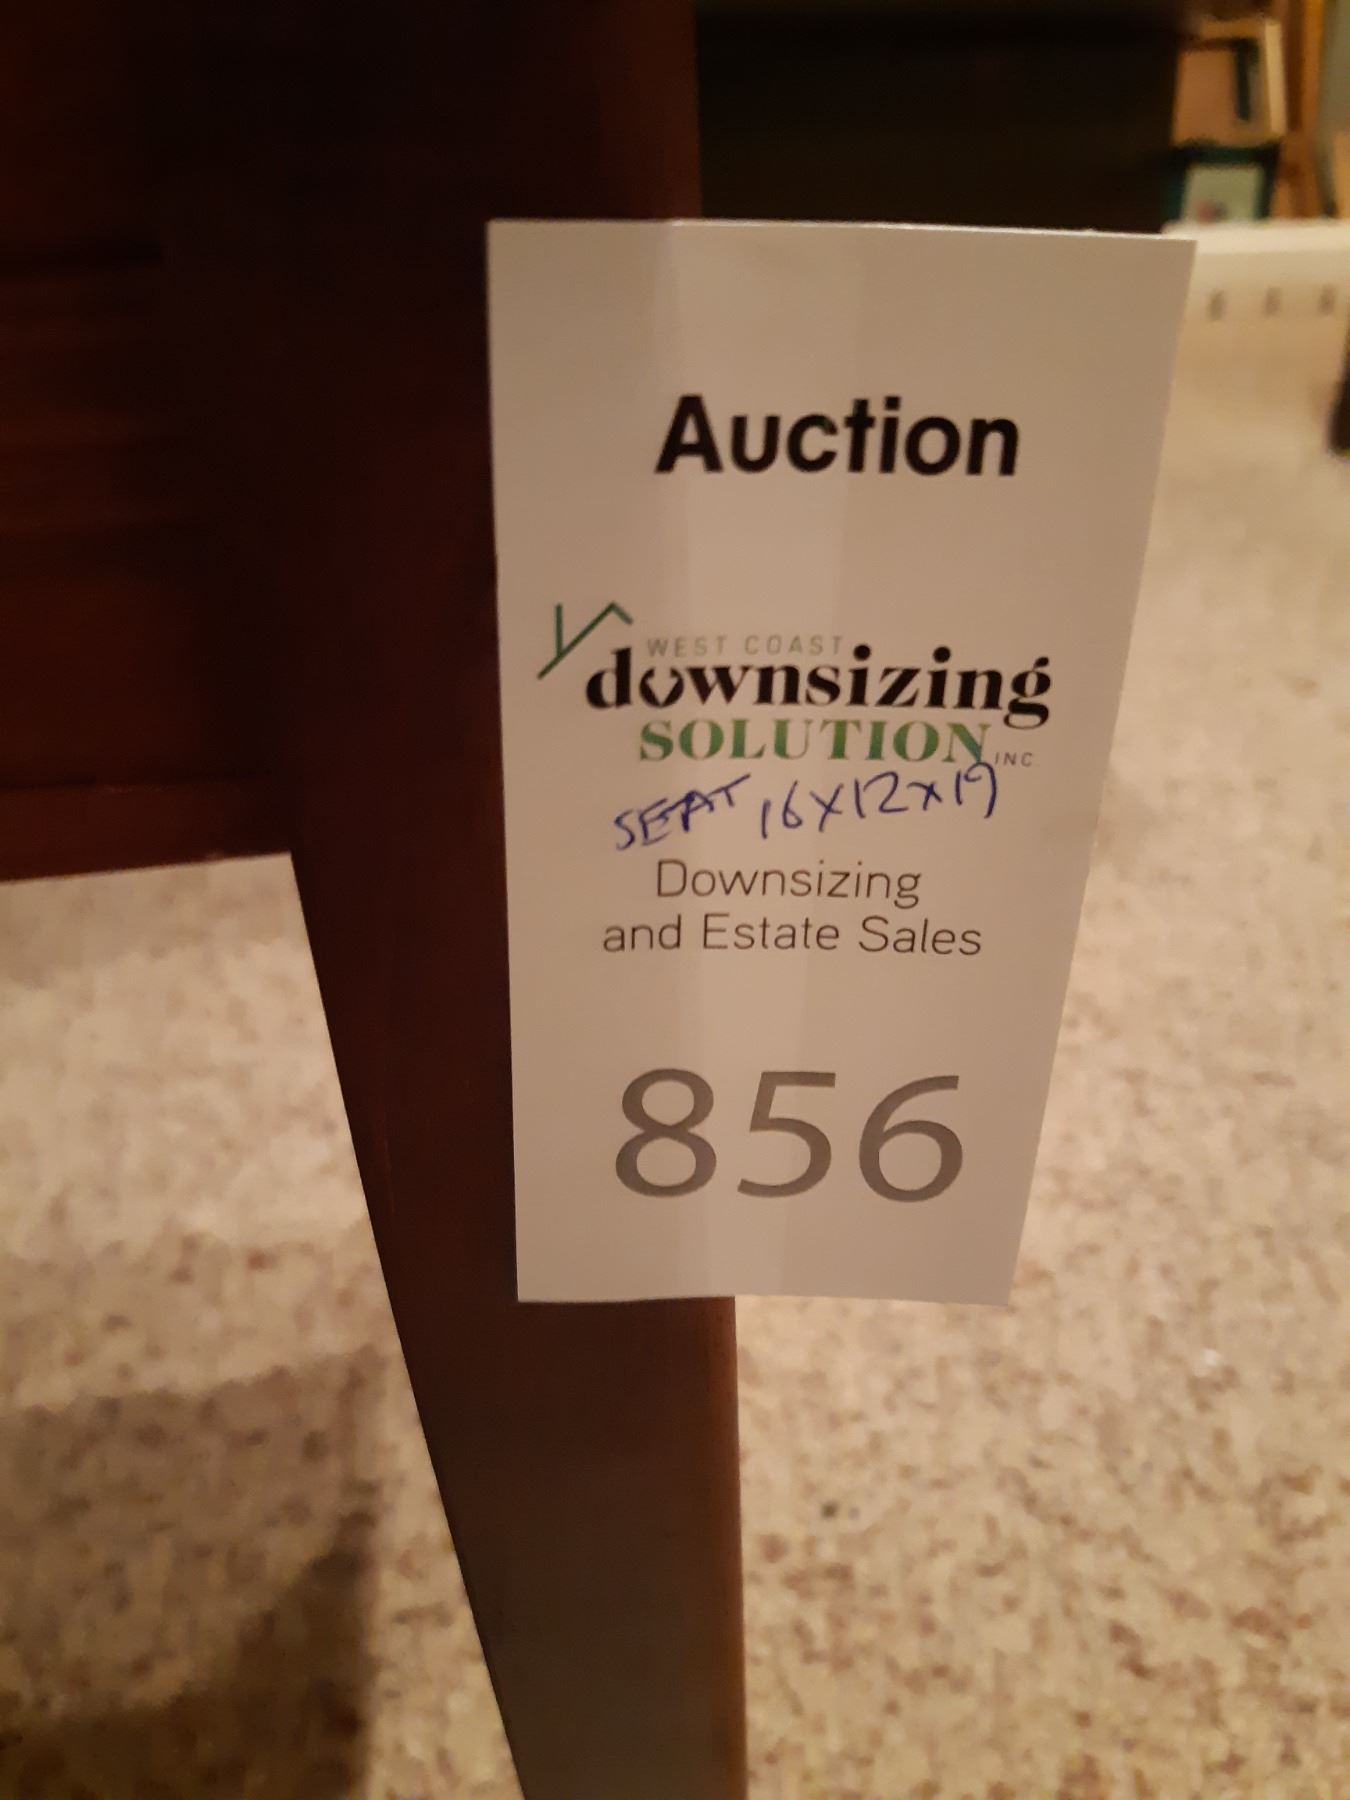 Auction
WEST COAST
downsizing
SOLUTION INC.
SEAT 16X12X19
Downsizing
and Estate Sales
856